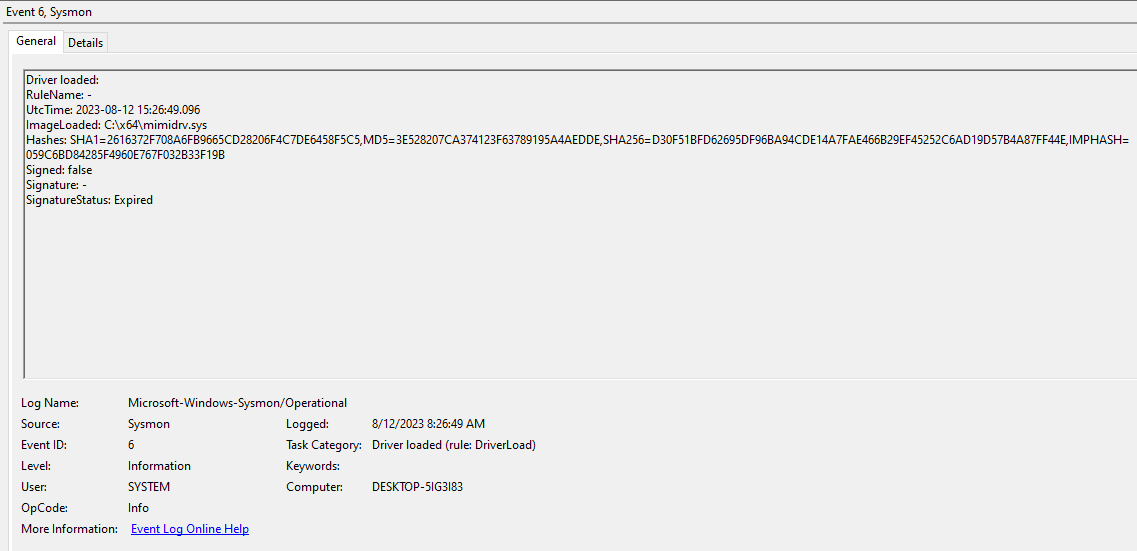 Event 6, Sysmon
General Details
Driver loaded:
RuleName: -
UtcTime: 2023-08-12 15:26:49.096
ImageLoaded: C:\x64\mimidrv.sys
Hashes: SHA1=2616372F708A6FB9665CD28206F4C7DE6458F5C5,MD5=3E528207CA374123F63789195A4AEDDE,SHA256=D30F51BFD62695DF96BA94CDE14A7FAE466B29EF45252C6AD19D57B4A87FF44E,IMPHASH=
059C6BD84285F4960E767F032B33F19B
Signed: false
Signature: -
SignatureStatus: Expired
Log Name: Microsoft-Windows-Sysmon/Operational
Source: Sysmon Logged: 8/12/2023 8:26:49 AM
Event ID: 6 Task Category: Driver loaded (rule: DriverLoad)
Level: Information Keywords:
User: SYSTEM Computer: DESKTOP-5IG3I83
OpCode: Info
More Information: Event Log Online Help